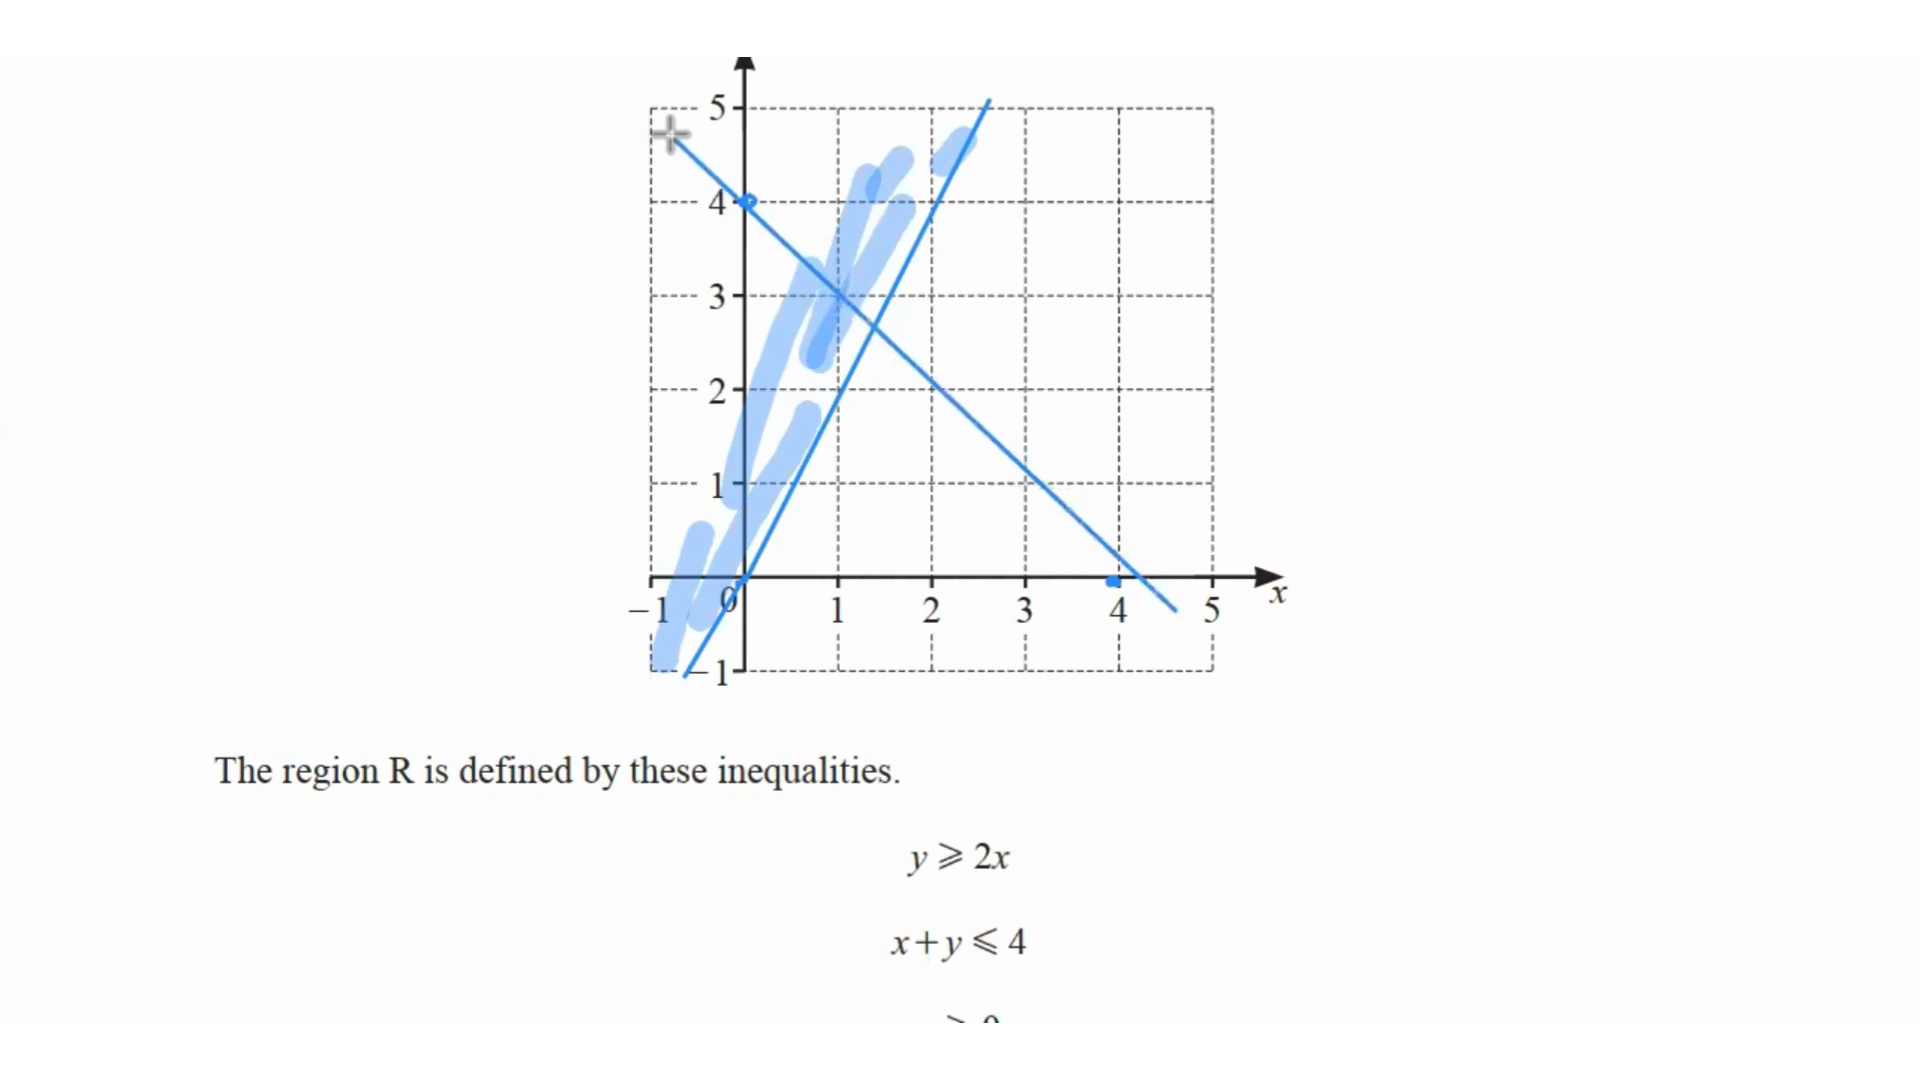 5
4
3
2
1
−1 0 1 2 3 4 5 x
−1
The region R is defined by these inequalities.
y ⩾ 2x
x+y ⩽ 4